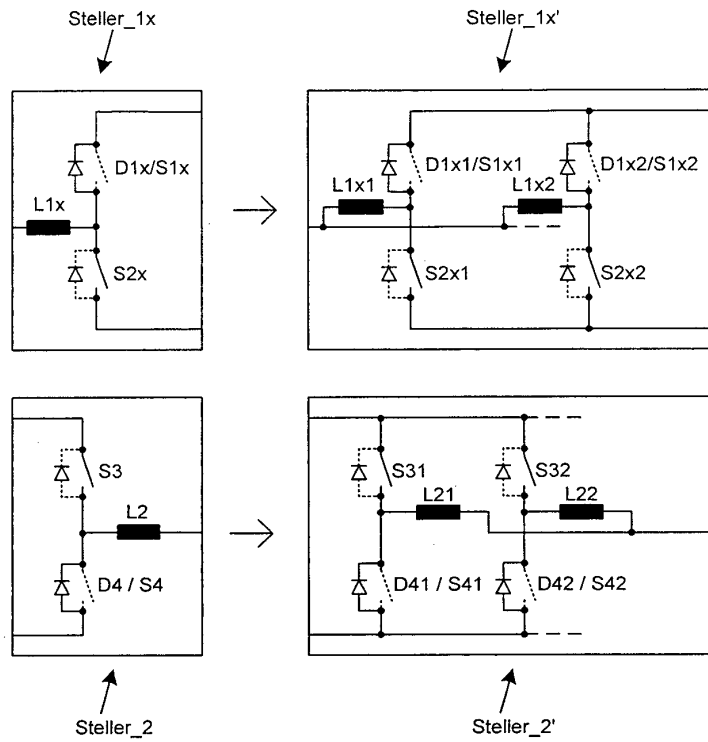 Steller_1x
Steller_1x'
D1x/S1x
L1x
S2x
D1x1/S1x1
D1x2/S1x2
L1x1
L1x2
S2x1
S2x2
S3
L2
D4 / S4
S31
S32
L21
L22
D41 / S41
D42 / S42
Steller_2
Steller_2'